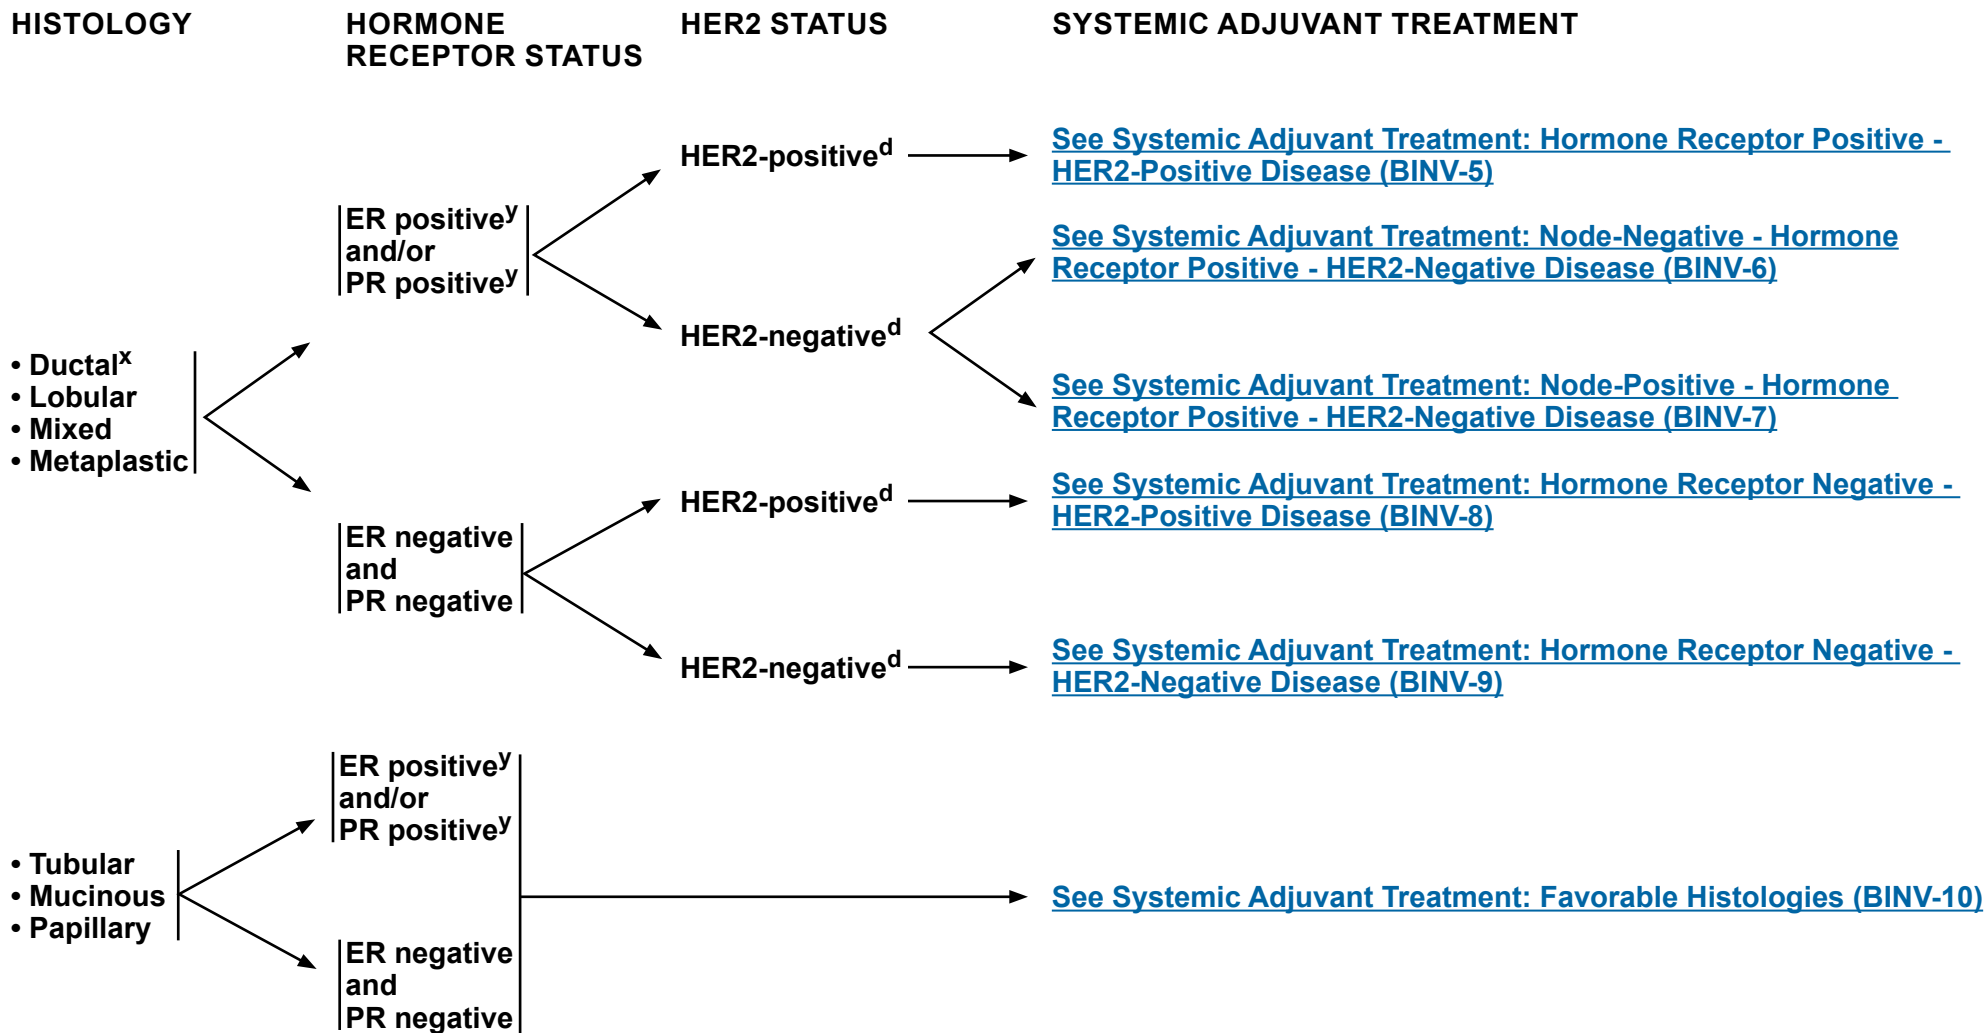 HISTOLOGY
HORMONE
RECEPTOR STATUS
HER2 STATUS
SYSTEMIC ADJUVANT TREATMENT
• Ductalx
• Lobular
• Mixed
• Metaplastic
ER positivey
and/or
PR positivey
HER2-positived
See Systemic Adjuvant Treatment: Hormone Receptor Positive -
HER2-Positive Disease (BINV-5)
HER2-negatived
See Systemic Adjuvant Treatment: Node-Negative - Hormone
Receptor Positive - HER2-Negative Disease (BINV-6)
See Systemic Adjuvant Treatment: Node-Positive - Hormone
Receptor Positive - HER2-Negative Disease (BINV-7)
ER negative
and
PR negative
HER2-positived
See Systemic Adjuvant Treatment: Hormone Receptor Negative -
HER2-Positive Disease (BINV-8)
HER2-negatived
See Systemic Adjuvant Treatment: Hormone Receptor Negative -
HER2-Negative Disease (BINV-9)
• Tubular
• Mucinous
• Papillary
ER positivey
and/or
PR positivey
ER negative
and
PR negative
See Systemic Adjuvant Treatment: Favorable Histologies (BINV-10)